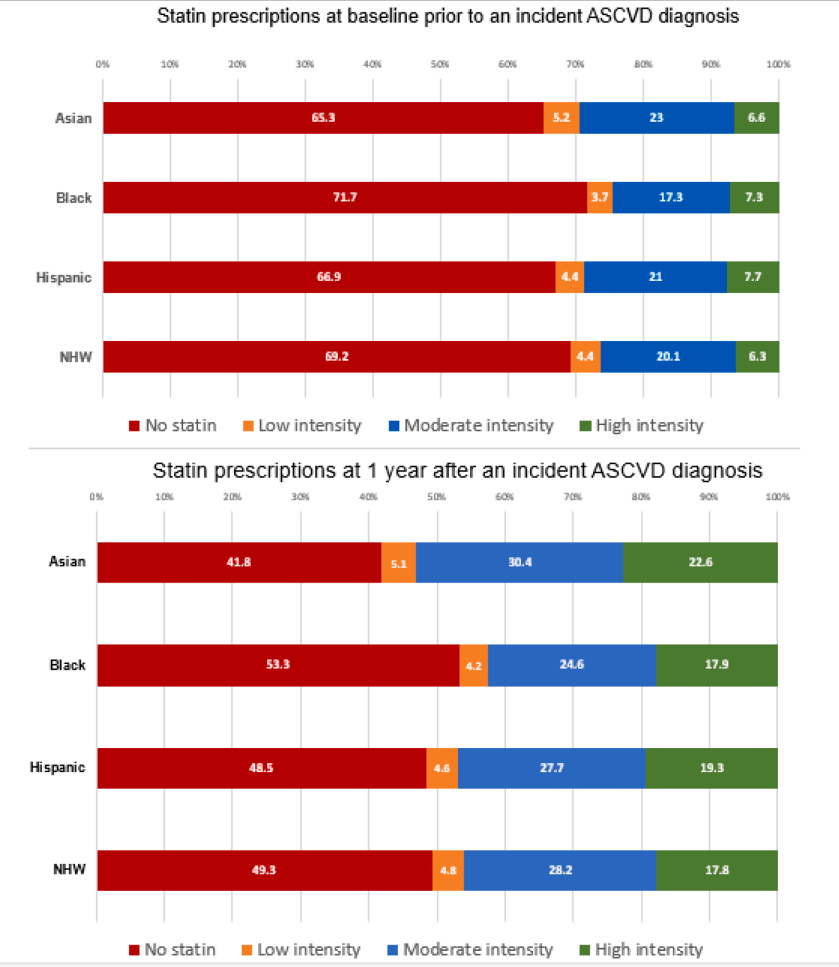 Statin prescriptions at baseline prior to an incident ASCVD diagnosis
0% 10% 20% 30% 40% 50% 60% 70% 80% 90% 100%
Asian 65.3 5.2 23 6.6
Black 71.7 3.7 17.3 7.3
Hispanic 66.9 4.4 21 7.7
NHW 69.2 4.4 20.1 6.3
No statin Low intensity Moderate intensity High intensity
Statin prescriptions at 1 year after an incident ASCVD diagnosis
0% 10% 20% 30% 40% 50% 60% 70% 80% 90% 100%
Asian 41.8 5.1 30.4 22.6
Black 53.3 4.2 24.6 17.9
Hispanic 48.5 4.6 27.7 19.3
NHW 49.3 4.8 28.2 17.8
No statin Low intensity Moderate intensity High intensity